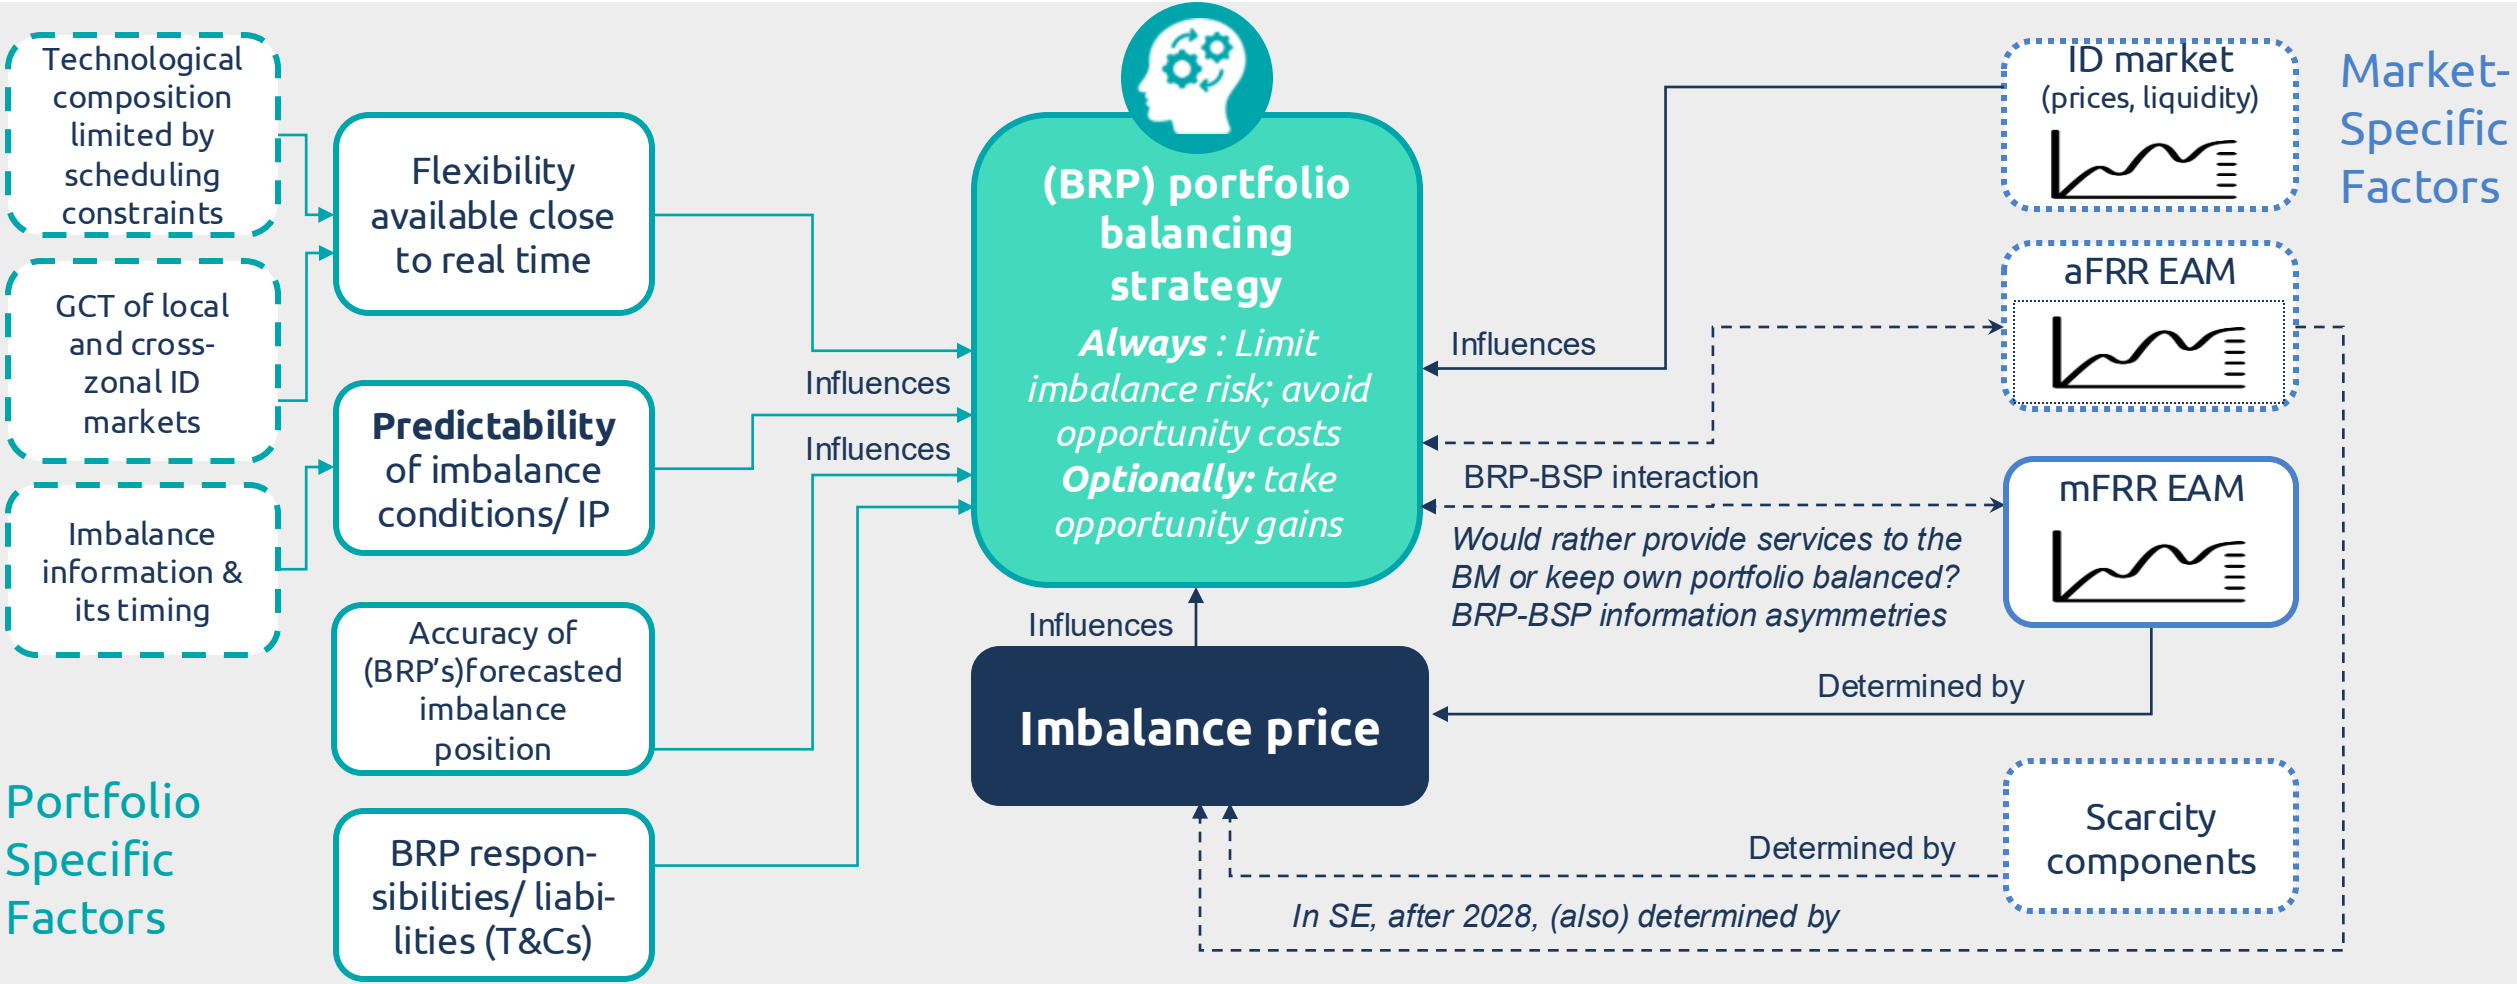 Technological
composition
limited by
scheduling
constraints
GCT of local
and cross-
zonal ID
markets
Imbalance
information &
its timing
Portfolio
Specific
Factors
Flexibility
available close
to real time
Predictability
of imbalance
conditions/ IP
Accuracy of
(BRP's)forecasted
imbalance
position
BRP respon-
sibilities/ liabi-
lities (T&Cs)
Influences
Influences
(BRP) portfolio
balancing
strategy
Always : Limit
imbalance risk; avoid
opportunity costs
Optionally: take
opportunity gains
Influences
Imbalance price
Influences
BRP-BSP interaction
Would rather provide services to the
BM or keep own portfolio balanced?
BRP-BSP information asymmetries
Determined by
Determined by
In SE, after 2028, (also) determined by
ID market
(prices, liquidity)
aFRR EAM
mFRR EAM
Scarcity
components
Market-
Specific
Factors